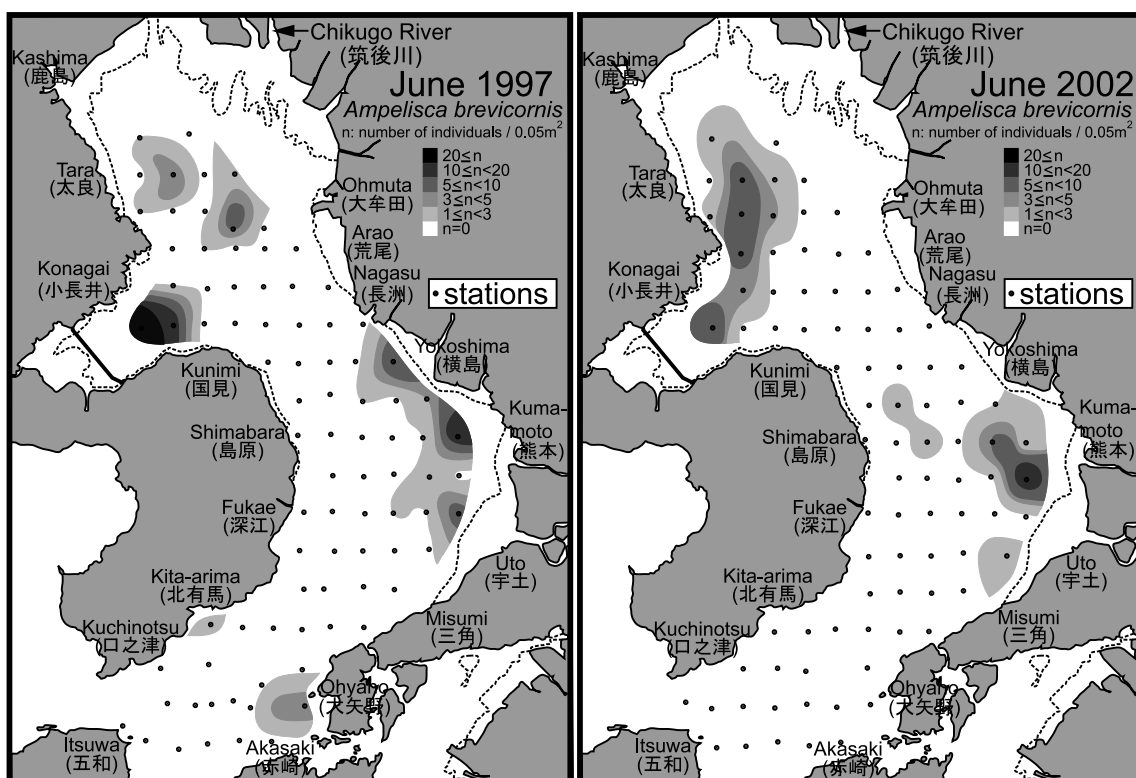 Chikugo River
(筑後川)
Kashima
(鹿島)
June 1997
Ampelisca brevicornis
n: number of individuals / 0.05m²
20≤n
10≤n<20
5≤n<10
3≤n<5
1≤n<3
n=0
Tara
(太良)
Ohmuta
(大牟田)
Arao
(荒尾)
Konagai
(小長井)
Nagasu
(長洲)
stations
Yokoshima
(横島)
Kunimi
(国見)
Kuma-
moto
(熊本)
Shimabara
(島原)
Fukae
(深江)
Uto
(宇土)
Kita-arima
(北有馬)
Misumi
(三角)
Kuchinotsu
(口之津)
Ohyano
(大矢野)
Itsuwa
(五和)
Akasaki
(赤崎)
Chikugo River
(筑後川)
Kashima
(鹿島)
June 2002
Ampelisca brevicornis
n: number of individuals / 0.05m²
20≤n
10≤n<20
5≤n<10
3≤n<5
1≤n<3
n=0
Tara
(太良)
Ohmuta
(大牟田)
Arao
(荒尾)
Konagai
(小長井)
Nagasu
(長洲)
stations
Yokoshima
(横島)
Kunimi
(国見)
Kuma-
moto
(熊本)
Shimabara
(島原)
Fukae
(深江)
Uto
(宇土)
Kita-arima
(北有馬)
Misumi
(三角)
Kuchinotsu
(口之津)
Ohyano
(大矢野)
Itsuwa
(五和)
Akasaki
(赤崎)